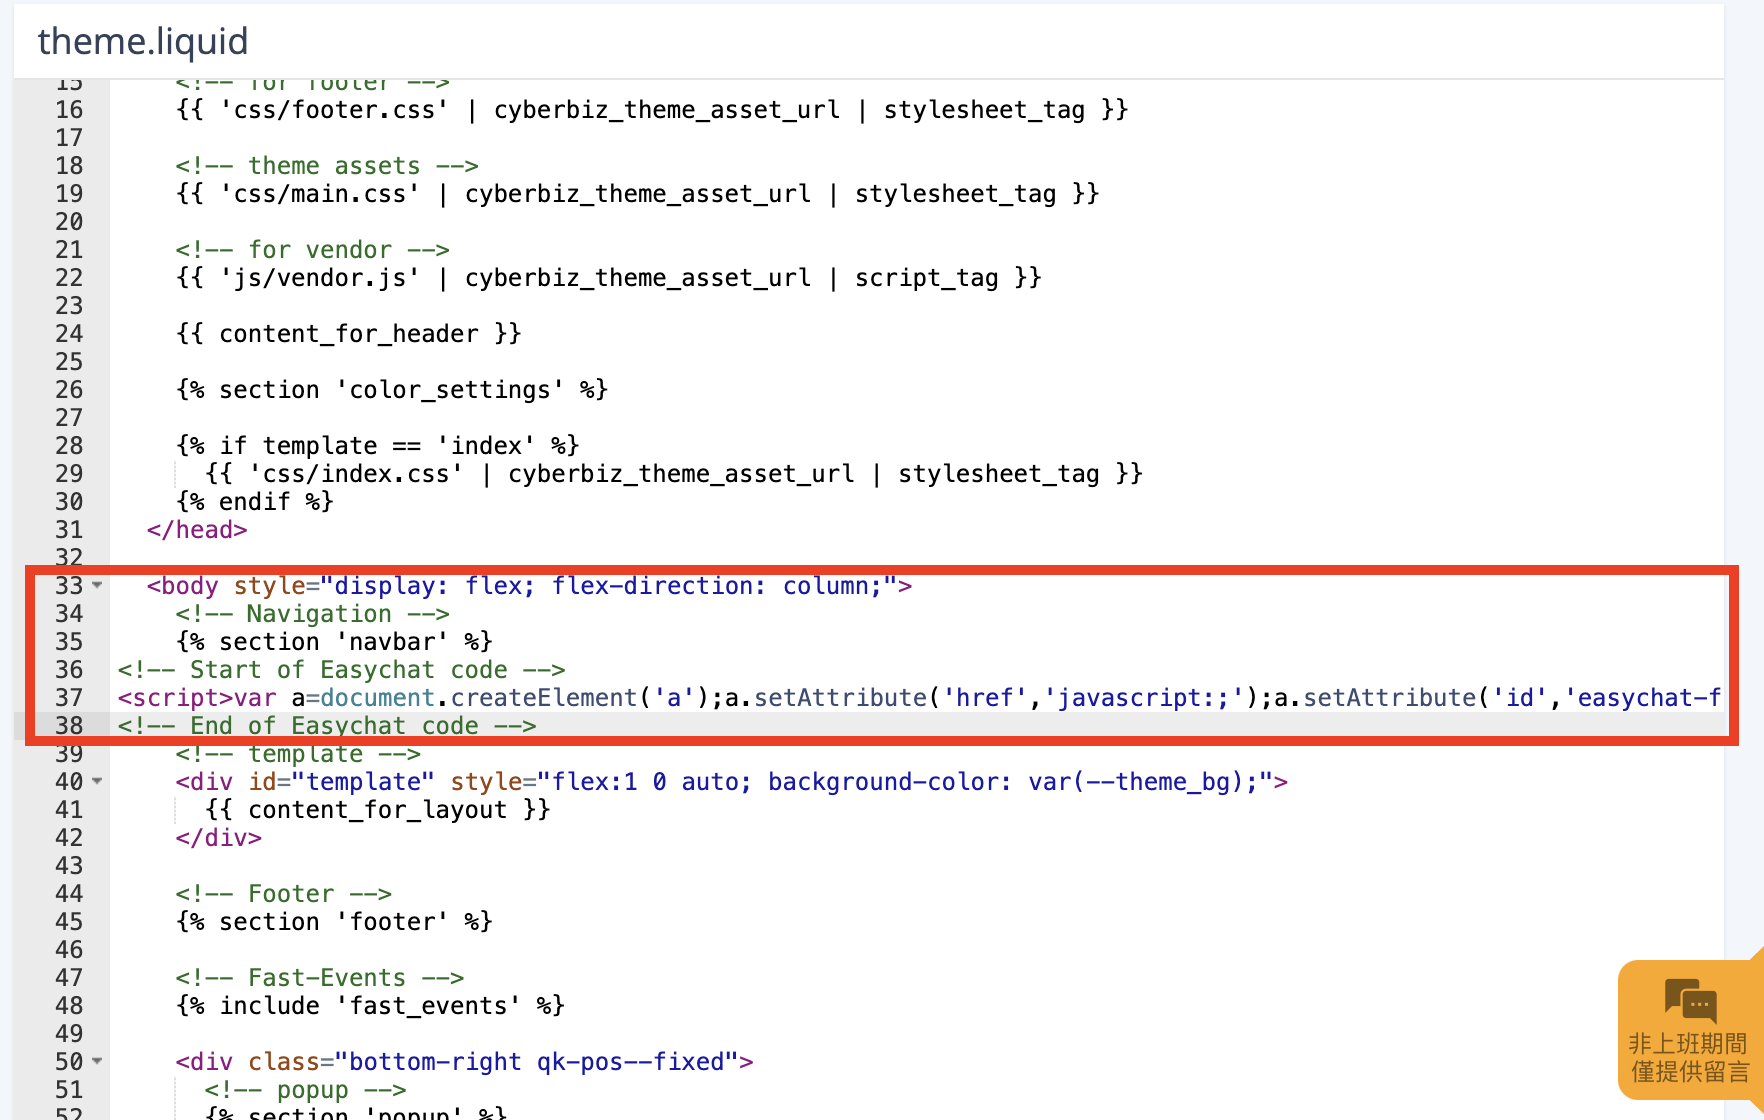 theme.liquid
15 <!-- for footer -->
16 {{ 'css/footer.css' | cyberbiz_theme_asset_url | stylesheet_tag }}
17
18 <!-- theme assets -->
19 {{ 'css/main.css' | cyberbiz_theme_asset_url | stylesheet_tag }}
20
21 <!-- for vendor -->
22 {{ 'js/vendor.js' | cyberbiz_theme_asset_url | script_tag }}
23
24 {{ content_for_header }}
25
26 {% section 'color_settings' %}
27
28 {% if template == 'index' %}
29 {{ 'css/index.css' | cyberbiz_theme_asset_url | stylesheet_tag }}
30 {% endif %}
31 </head>
32
33 <body style="display: flex; flex-direction: column;">
34 <!-- Navigation -->
35 {% section 'navbar' %}
36 <!-- Start of Easychat code -->
37 <script>var a=document.createElement('a');a.setAttribute('href','javascript:;');a.setAttribute('id','easychat-f
38 <!-- End of Easychat code -->
39 <!-- template -->
40 <div id="template" style="flex:1 0 auto; background-color: var(--theme_bg);">
41 {{ content_for_layout }}
42 </div>
43
44 <!-- Footer -->
45 {% section 'footer' %}
46
47 <!-- Fast-Events -->
48 {% include 'fast_events' %}
49
50 <div class="bottom-right qk-pos--fixed">
51 <!-- popup -->
52 {% section 'popup' %}
非上班期間
僅提供留言